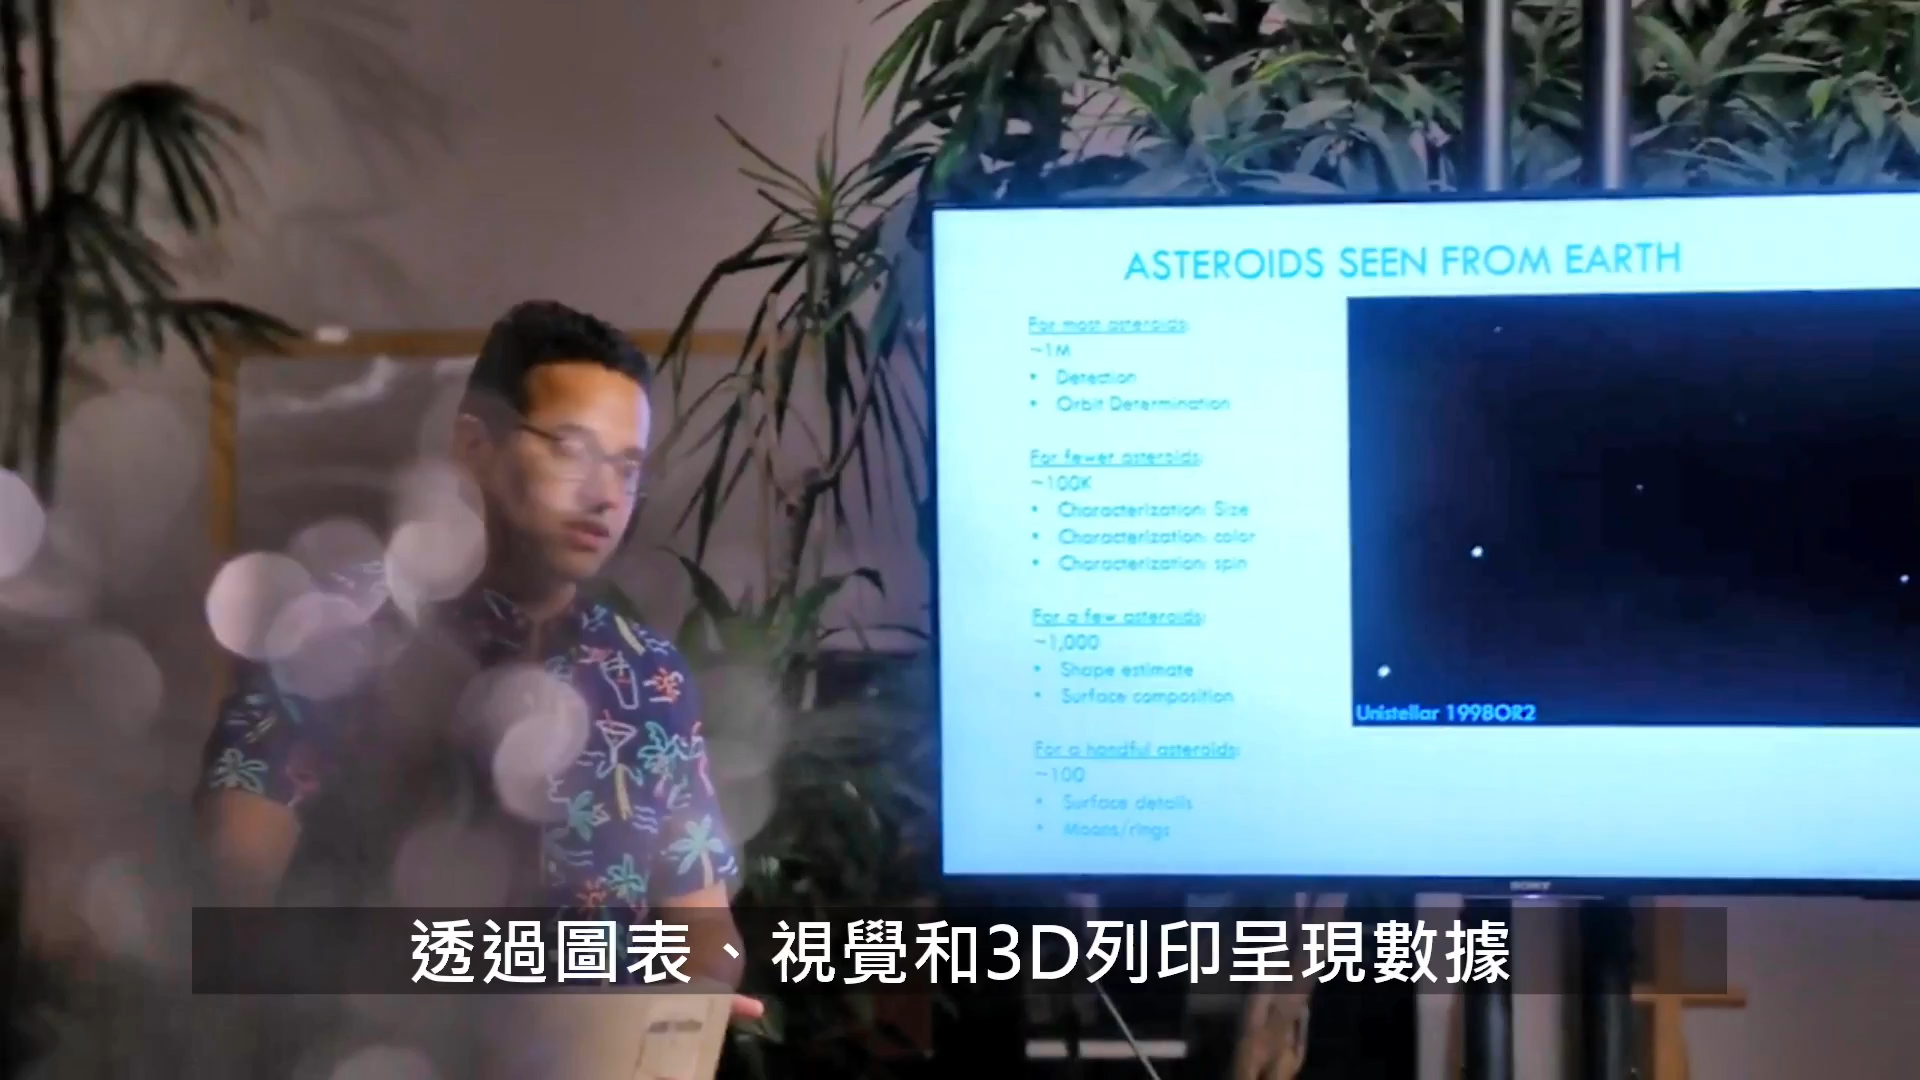 ASTEROIDS SEEN FROM EARTH
For most asteroids:
~1M
• Detection
• Orbit Determination
For fewer asteroids:
~100K
• Characterization: Size
• Characterization: color
• Characterization: spin
For a few asteroids:
~1,000
• Shape estimate
• Surface composition
For a handful asteroids:
~100
• Surface details
• Moons/rings
Unistellar 1998OR2
SONY
透過圖表、視覺和3D列印呈現數據